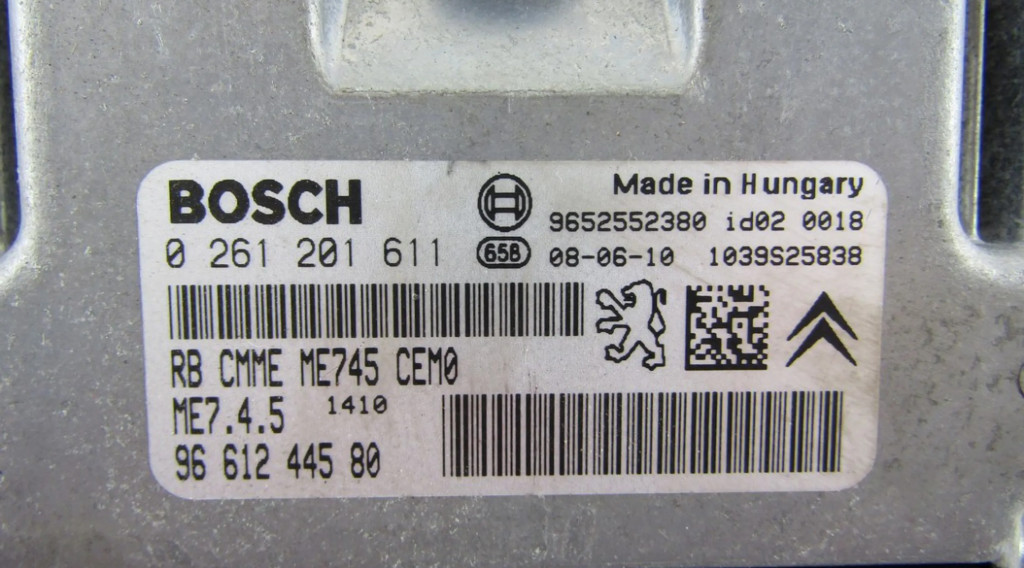 BOSCH
Made in Hungary
9652552380 id02 0018
0 261 201 611
658
08-06-10 1039S25838
RB CMME ME745 CEM0
ME7.4.5 1410
96 612 445 80